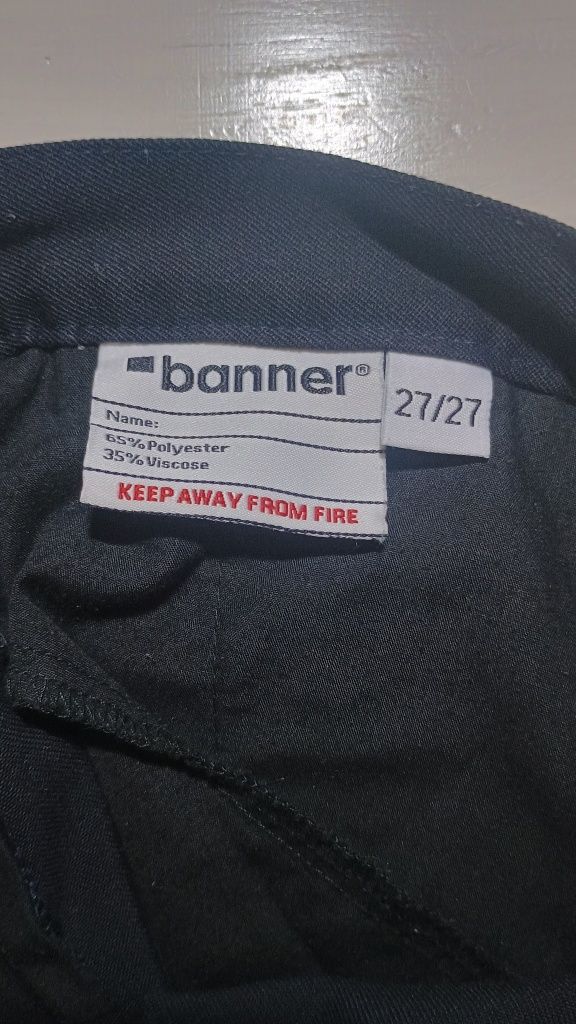 banner®
27/27
Name:
65% Polyester
35% Viscose
KEEP AWAY FROM FIRE